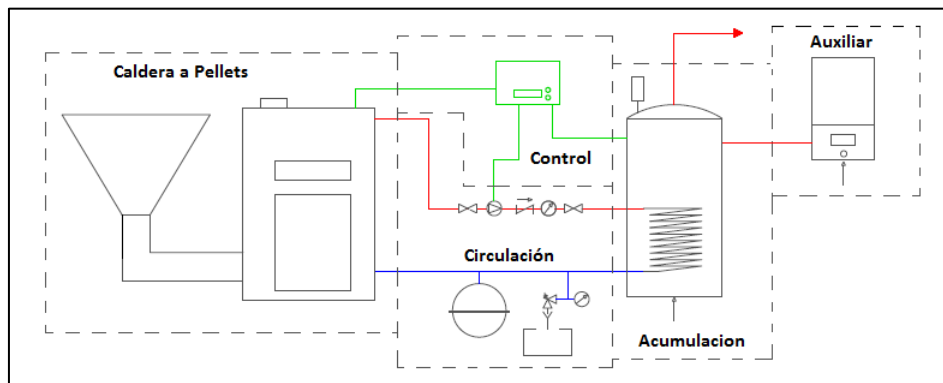 Caldera a Pellets
Auxiliar
Control
Circulación
Acumulacion